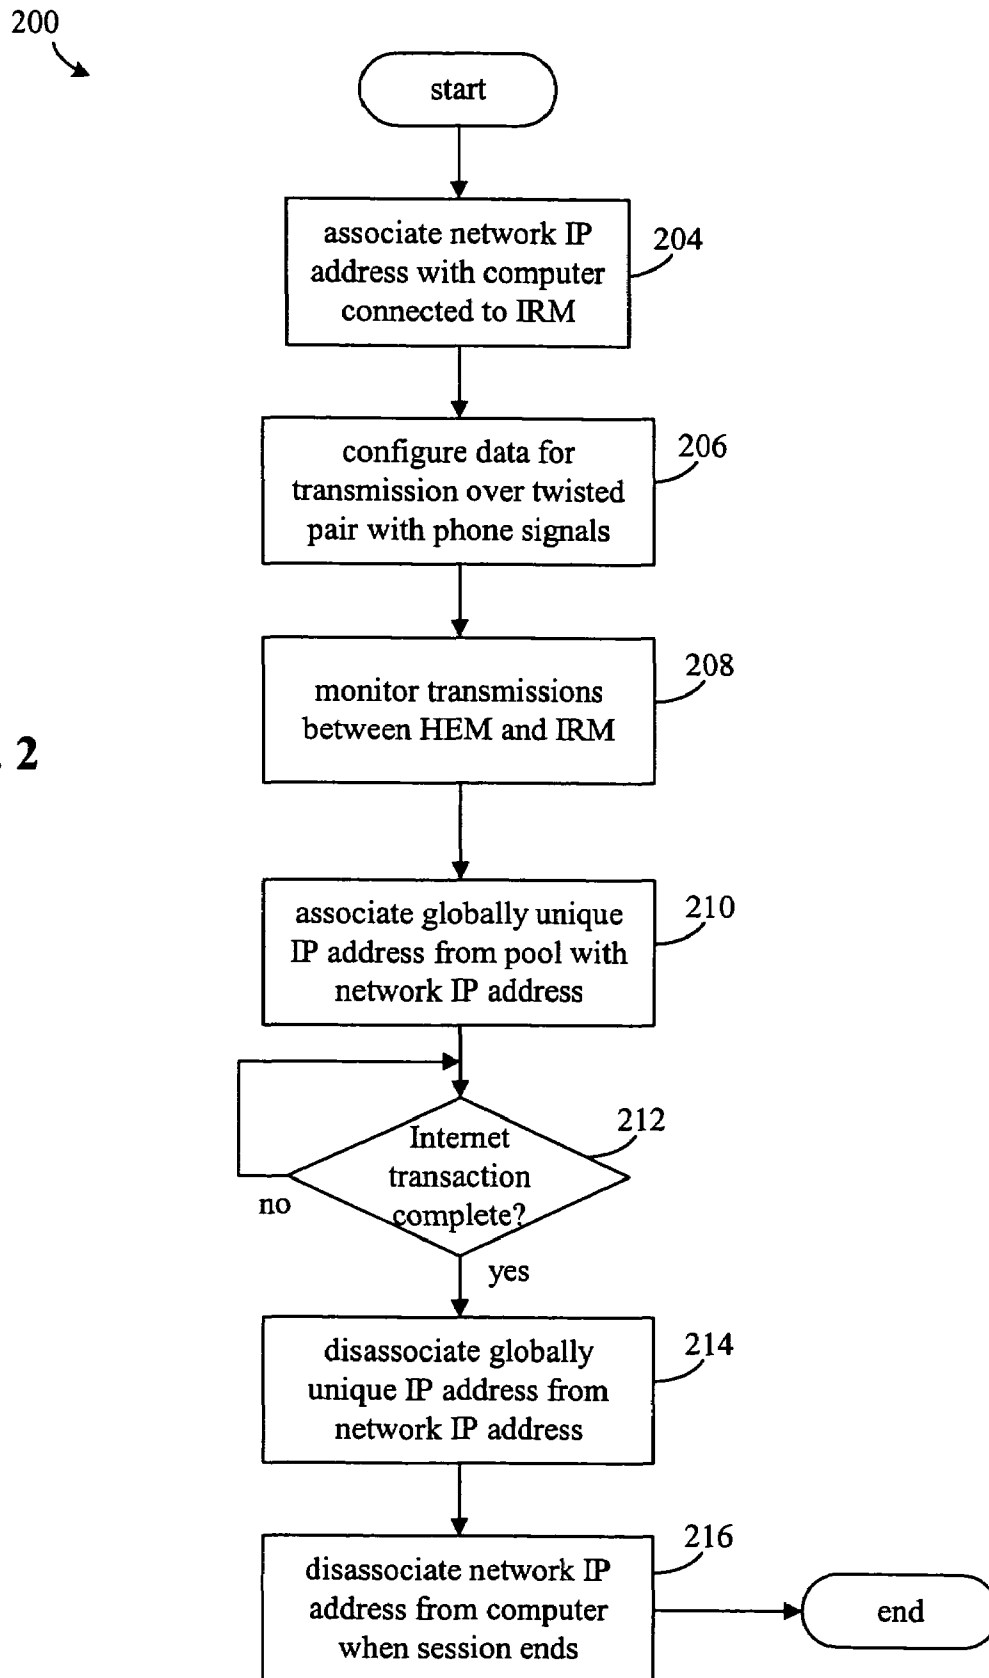 200
start
associate network IP
address with computer
connected to IRM
204
configure data for
transmission over twisted
pair with phone signals
206
monitor transmissions
between HEM and IRM
208
. 2
associate globally unique
IP address from pool with
network IP address
210
Internet
transaction
complete?
212
no
yes
disassociate globally
unique IP address from
network IP address
214
disassociate network IP
address from computer
when session ends
216
end